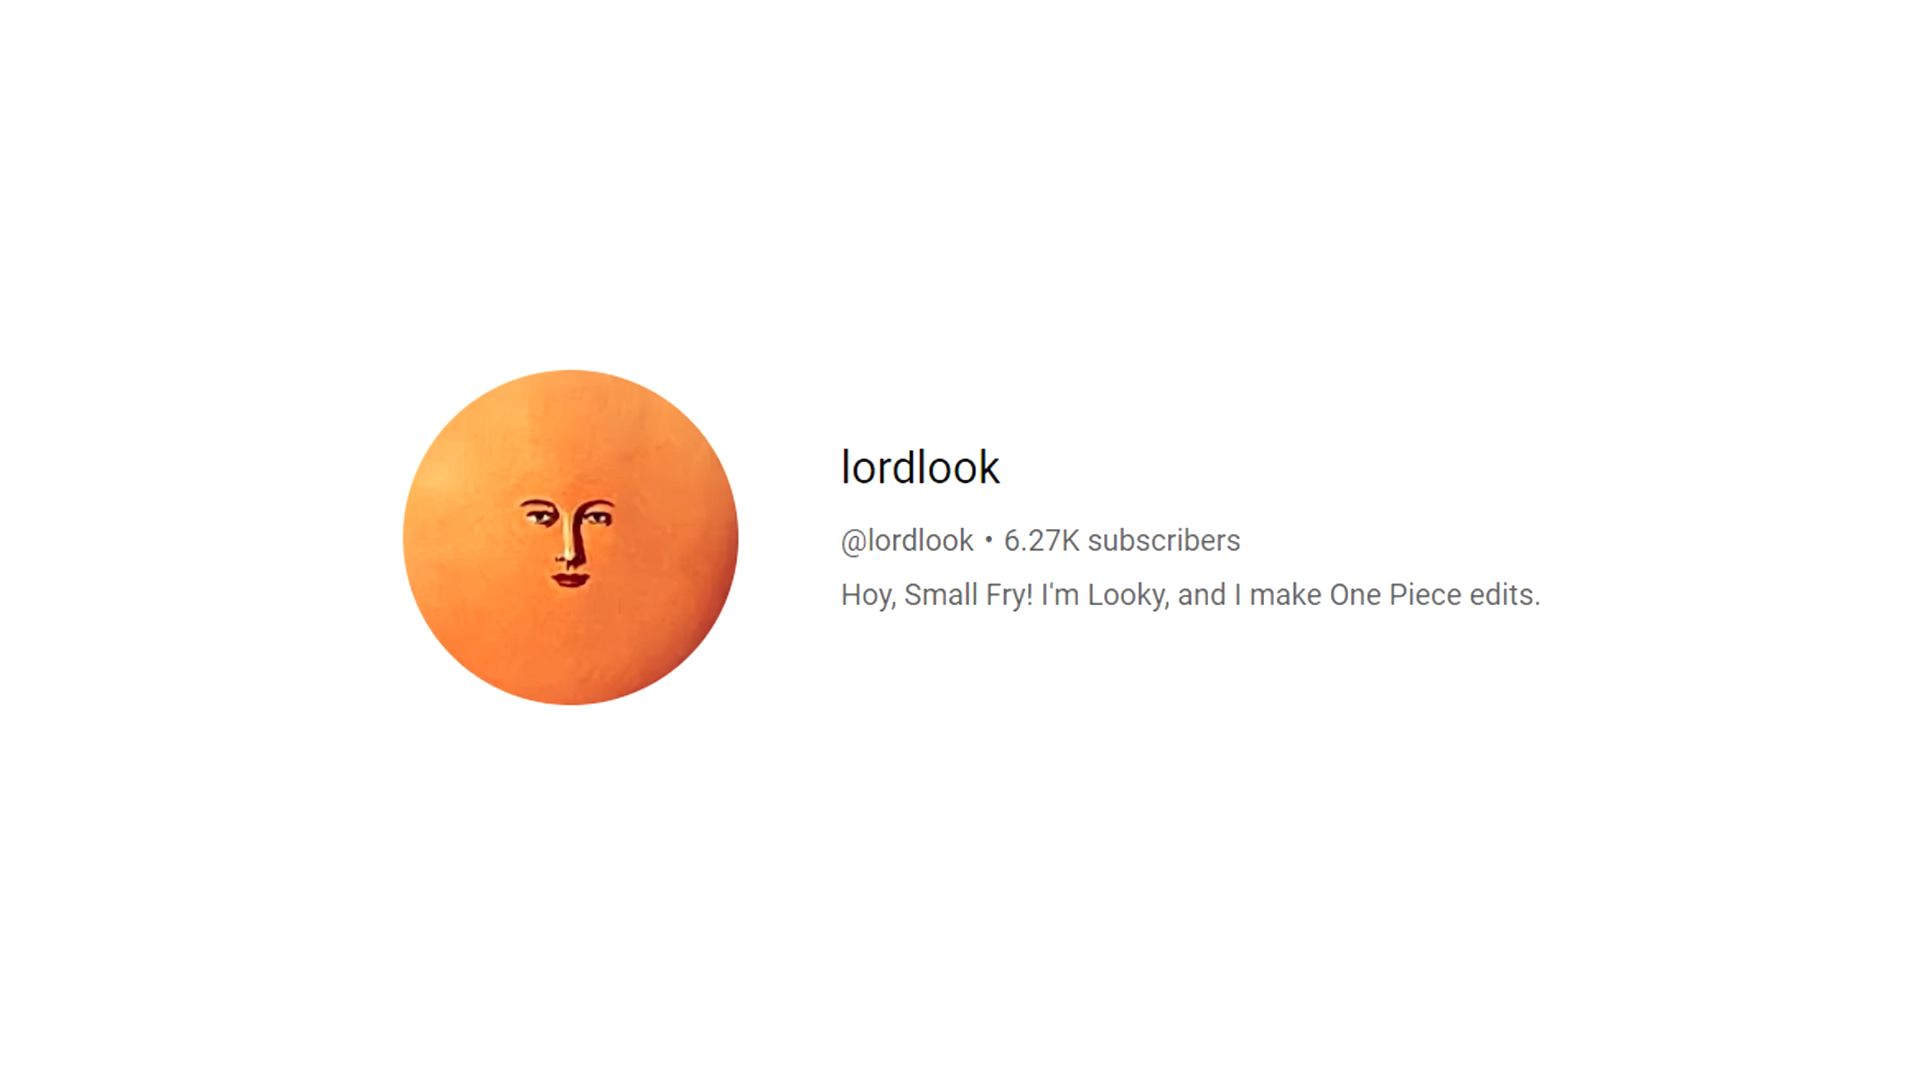 lordlook
@lordlook • 6.27K subscribers
Hoy, Small Fry! I'm Looky, and I make One Piece edits.